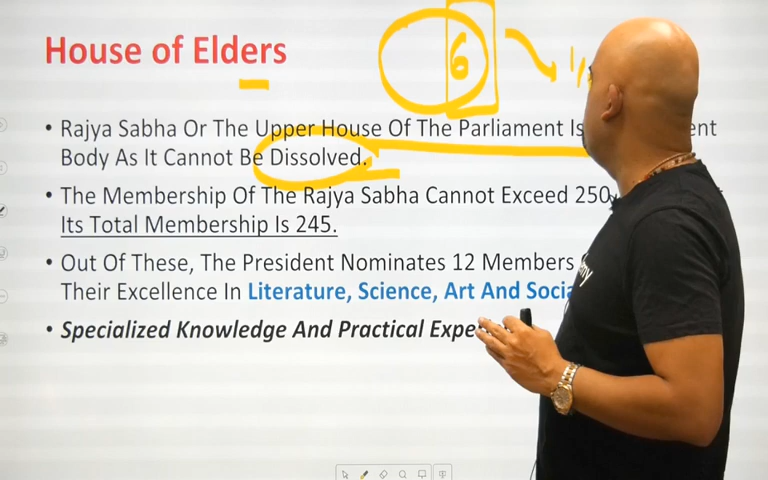 House of Elders
6
1/
Rajya Sabha Or The Upper House Of The Parliament Is
Body As It Cannot Be Dissolved.
The Membership Of The Rajya Sabha Cannot Exceed 250
Its Total Membership Is 245.
Out Of These, The President Nominates 12 Members
Their Excellence In Literature, Science, Art And
Specialized Knowledge And Practical